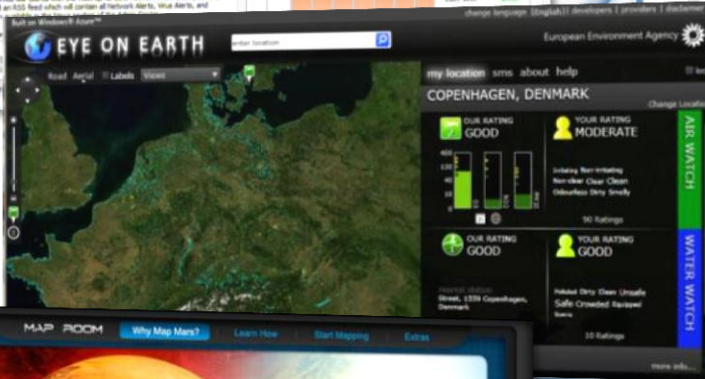 an RSS feed which will contain all Network Alerts, Virus Alerts, and
Built on Windows® Azure™
change language (English) | developers | providers | disclaimer
EYE ON EARTH
enter location
European Environment Agency
Road Aerial Labels Views
my location sms about help
COPENHAGEN, DENMARK
Change Location
OUR RATING
GOOD
YOUR RATING
MODERATE
Irritating Non-irritating
Non-clear Clear Clean
Odourless Dirty Smelly
90 Ratings
AIR WATCH
OUR RATING
GOOD
YOUR RATING
GOOD
nearest station
Street, 1559 Copenhagen,
Denmark
Polluted Dirty Clean Unsafe
Safe Crowded Equipped
10 Ratings
WATER WATCH
more info...
MAP ROOM
Why Map Mars?
Learn How
Start Mapping
Extras